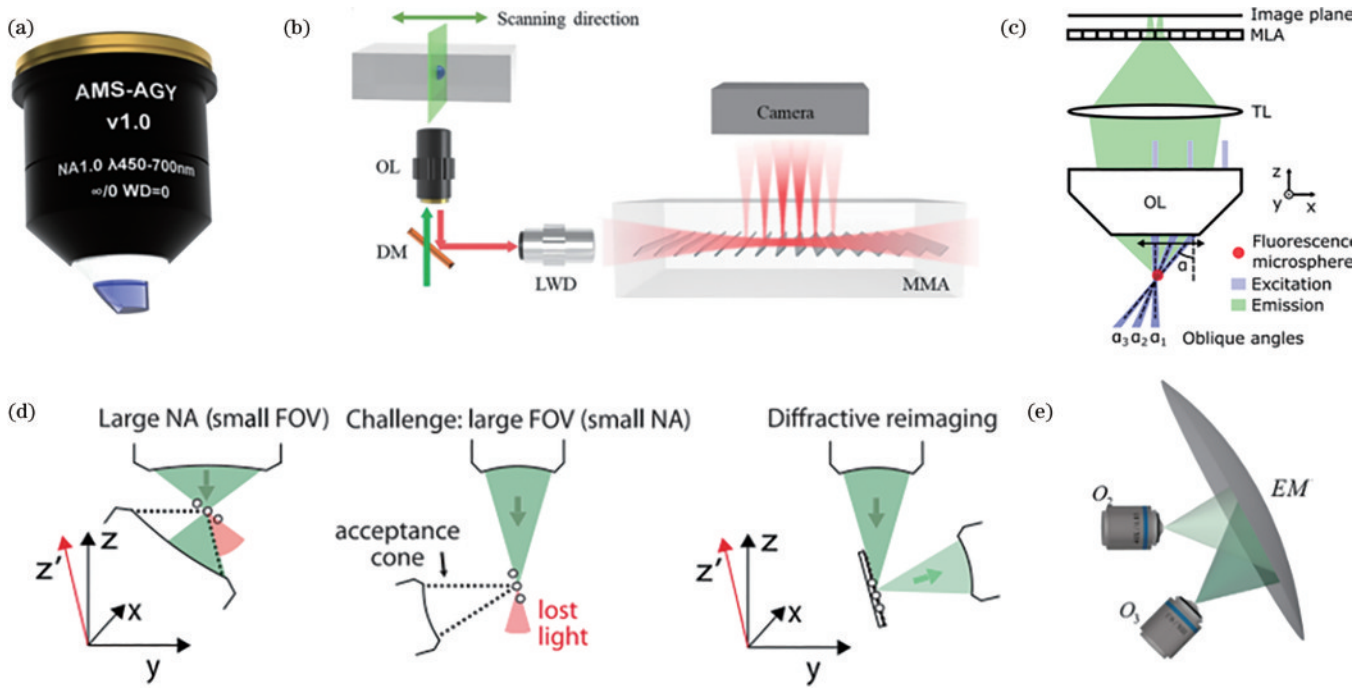 (a)
AMS-AGY
v1.0
NA1.0 λ450-700nm
∞/0 WD=0
(b)
Scanning direction
OL
DM
LWD
Camera
MMA
(c)
Image plane
MLA
TL
OL
z
y
x
α
Fluorescence
microsphere
Excitation
Emission
α3 α2 α1 Oblique angles
(d)
Large NA (small FOV)
z'
z
x
y
Challenge: large FOV (small NA)
acceptance
cone
lost
light
z'
z
x
y
Diffractive reimaging
z'
z
x
y
(e)
O2
EM
O3